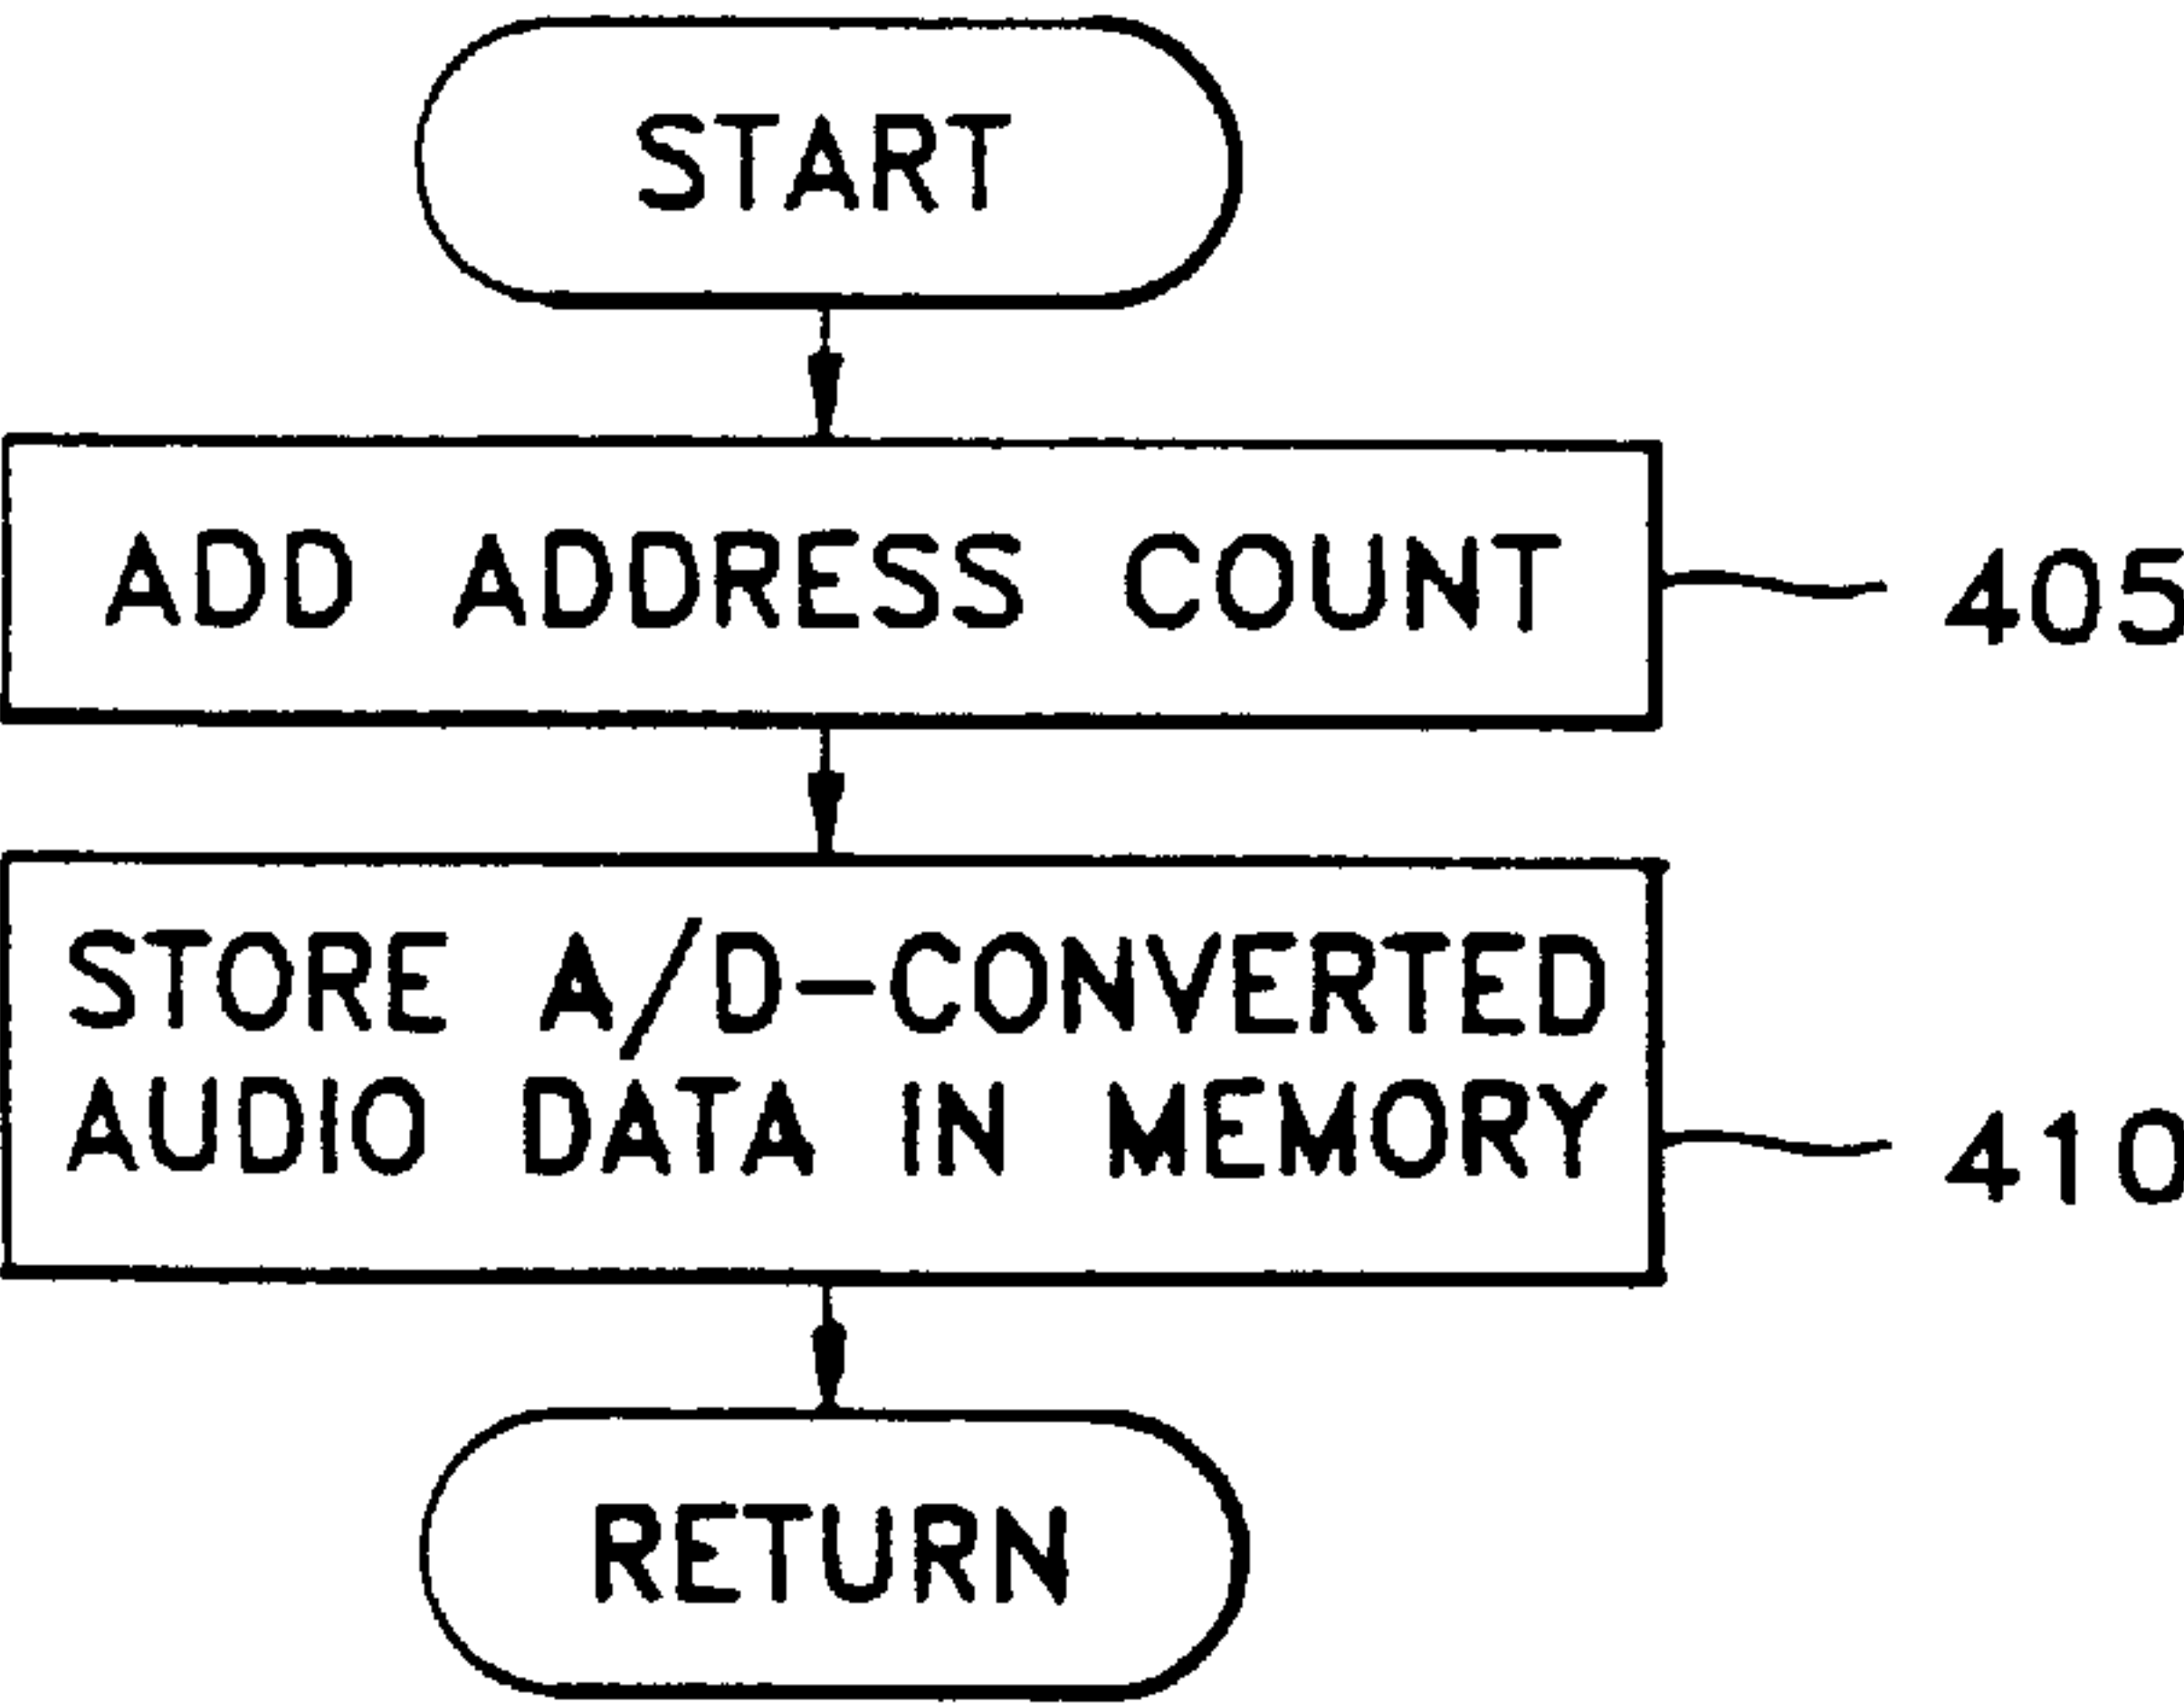 START
ADD ADDRESS COUNT
405
STORE A/D-CONVERTED
AUDIO DATA IN MEMORY
410
RETURN